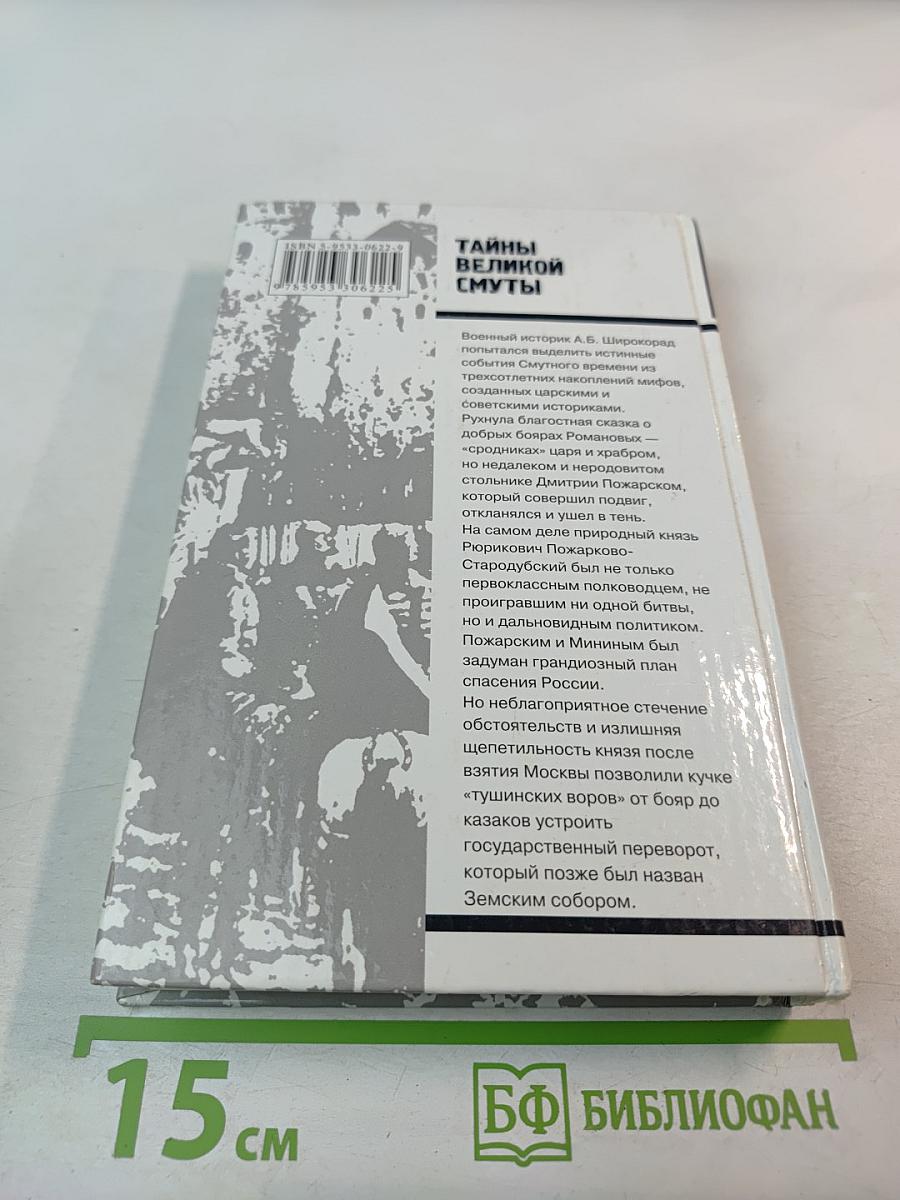 ISBN 5-9533-0622-9
9785953306225
ТАЙНЫ
ВЕЛИКОЙ
СМУТЫ
Военный историк А.Б. Широкорад
попытался выделить истинные
события Смутного времени из
трехсотлетних накоплений мифов,
созданных царскими и
советскими историками.
Рухнула благостная сказка о
добрых боярах Романовых —
«сродниках» царя и храбром,
но недалеком и неродовитом
стольнике Дмитрии Пожарском,
который совершил подвиг,
откланялся и ушел в тень.
На самом деле природный князь
Рюрикович Пожарково-
Стародубский был не только
первоклассным полководцем, не
проигравшим ни одной битвы,
но и дальновидным политиком.
Пожарским и Мининым был
задуман грандиозный план
спасения России.
Но неблагоприятное стечение
обстоятельств и излишняя
щепетильность князя после
взятия Москвы позволили кучке
«тушинских воров» от бояр до
казаков устроить
государственный переворот,
который позже был назван
Земским собором.
15 см
БФ БИБЛИОФАН